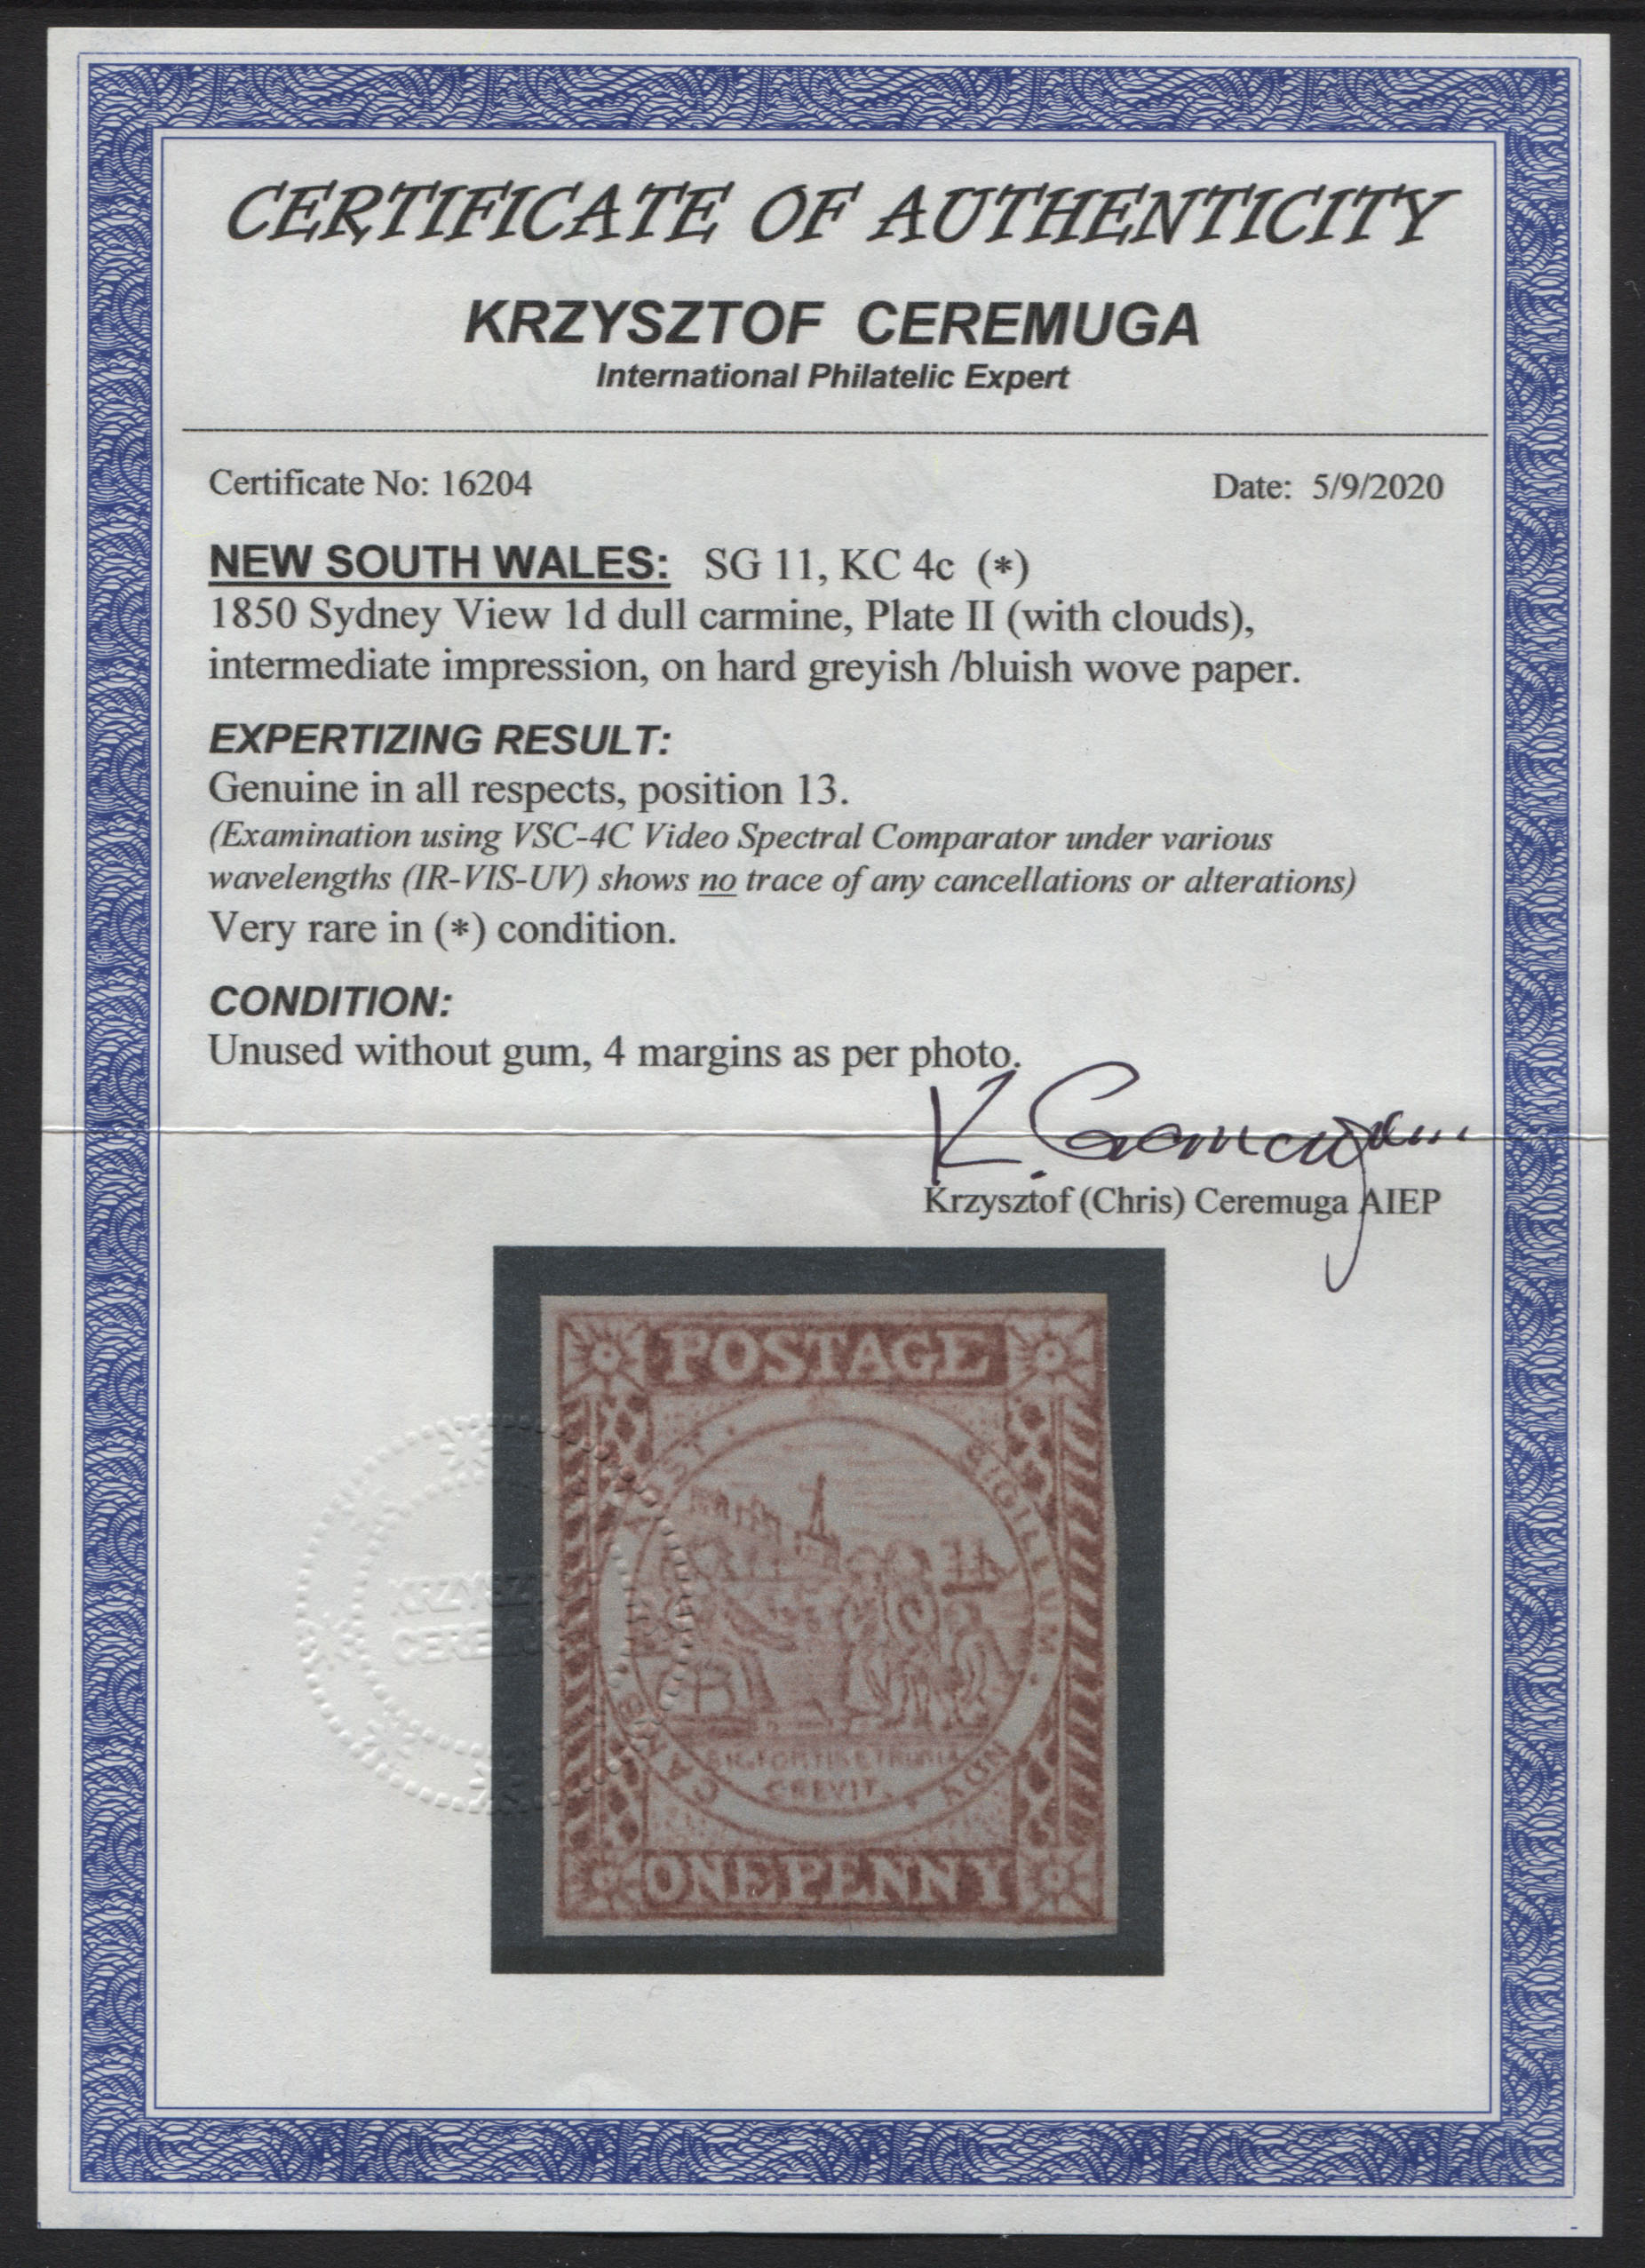 CERTIFICATE OF AUTHENTICITY
KRZYSZTOF CEREMUGA
International Philatelic Expert
Certificate No: 16204
Date: 5/9/2020
NEW SOUTH WALES: SG 11, KC 4c (*)
1850 Sydney View 1d dull carmine, Plate II (with clouds),
intermediate impression, on hard greyish /bluish wove paper.
EXPERTIZING RESULT:
Genuine in all respects, position 13.
(Examination using VSC-4C Video Spectral Comparator under various
wavelengths (IR-VIS-UV) shows no trace of any cancellations or alterations)
Very rare in (*) condition.
CONDITION:
Unused without gum, 4 margins as per photo.
K. Ceremuga
Krzysztof (Chris) Ceremuga AIEP
POSTAGE
SIGILLUM
NOV
CAMB
AUST
CREVIT
ONE PENNY